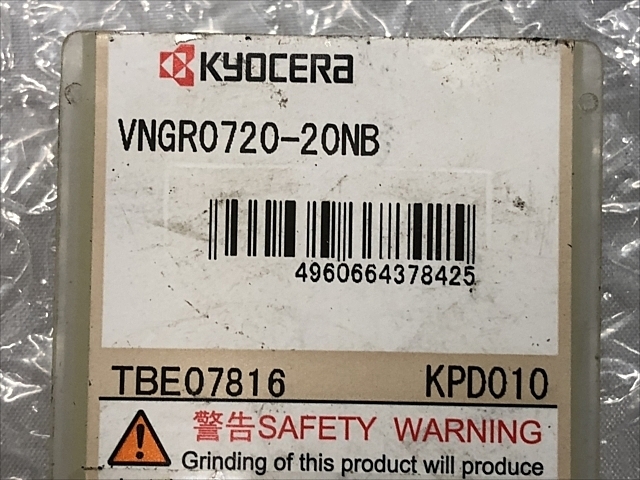 KYOCERA
VNGR0720-20NB
4960664378425
TBE07816 KPD010
警告SAFETY WARNING
Grinding of this product will produce